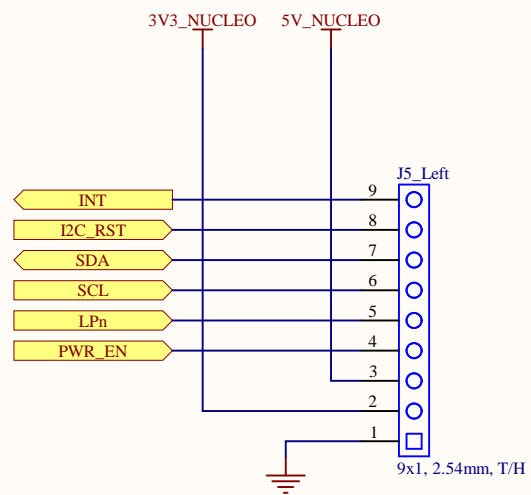 3V3_NUCLEO 5V_NUCLEO
J5_Left
INT 9
I2C_RST 8
SDA 7
SCL 6
LPn 5
PWR_EN 4
3
2
1
9x1, 2.54mm, T/H